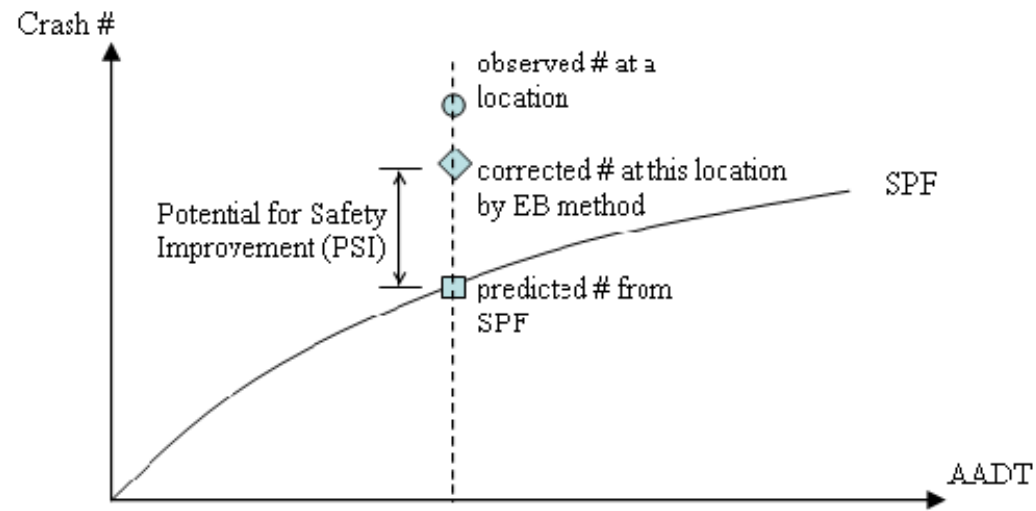 Crash #
observed # at a
location
corrected # at this location
by EB method
SPF
Potential for Safety
Improvement (PSI)
predicted # from
SPF
AADT